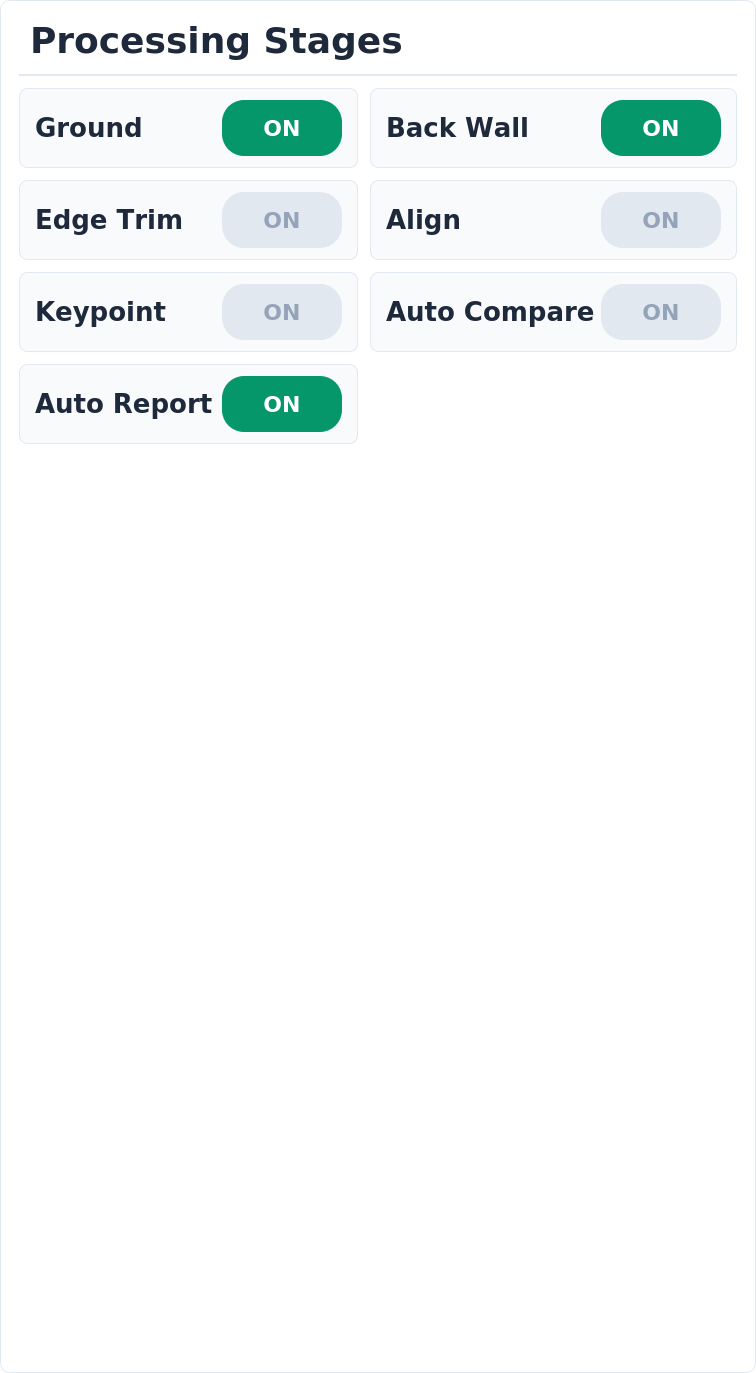 Processing Stages
Ground ON Back Wall ON
Edge Trim ON Align ON
Keypoint ON Auto Compare ON
Auto Report ON